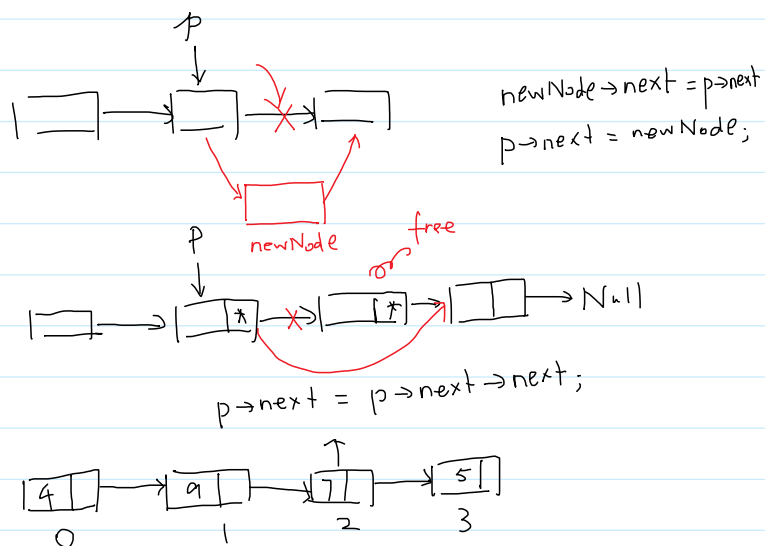 p
newNode→next = p→next
p→next = newNode;
newNode
p
free
* * Null
p→next = p→next→next;
4 9 7 5
0 1 2 3